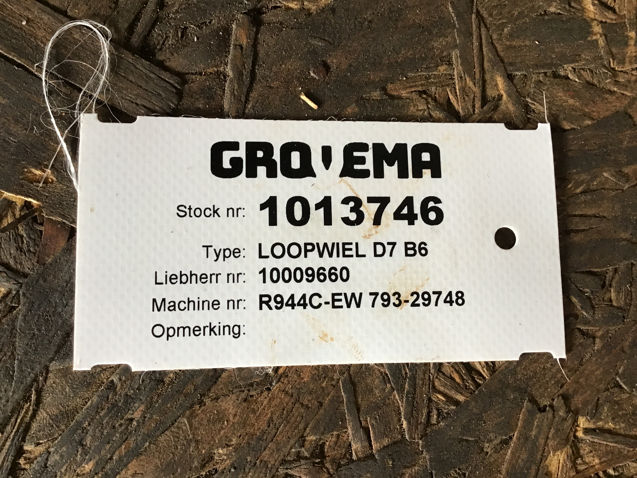 GROVEMA
Stock nr: 1013746
Type: LOOPWIEL D7 B6
Liebherr nr: 10009660
Machine nr: R944C-EW 793-29748
Opmerking: